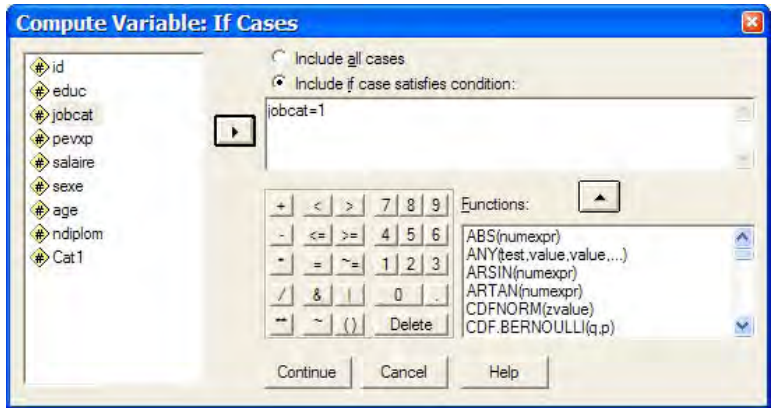 Compute Variable: If Cases
id
educ
jobcat
pevxp
salaire
sexe
age
ndiplom
Cat1
Include all cases
Include if case satisfies condition:
jobcat=1
+ < > 7 8 9
- <= >= 4 5 6
* = ~= 1 2 3
/ & | 0 .
** ~ () Delete
Functions:
ABS(numexpr)
ANY(test,value,value,...)
ARSIN(numexpr)
ARTAN(numexpr)
CDFNORM(zvalue)
CDF.BERNOULLI(q,p)
Continue Cancel Help